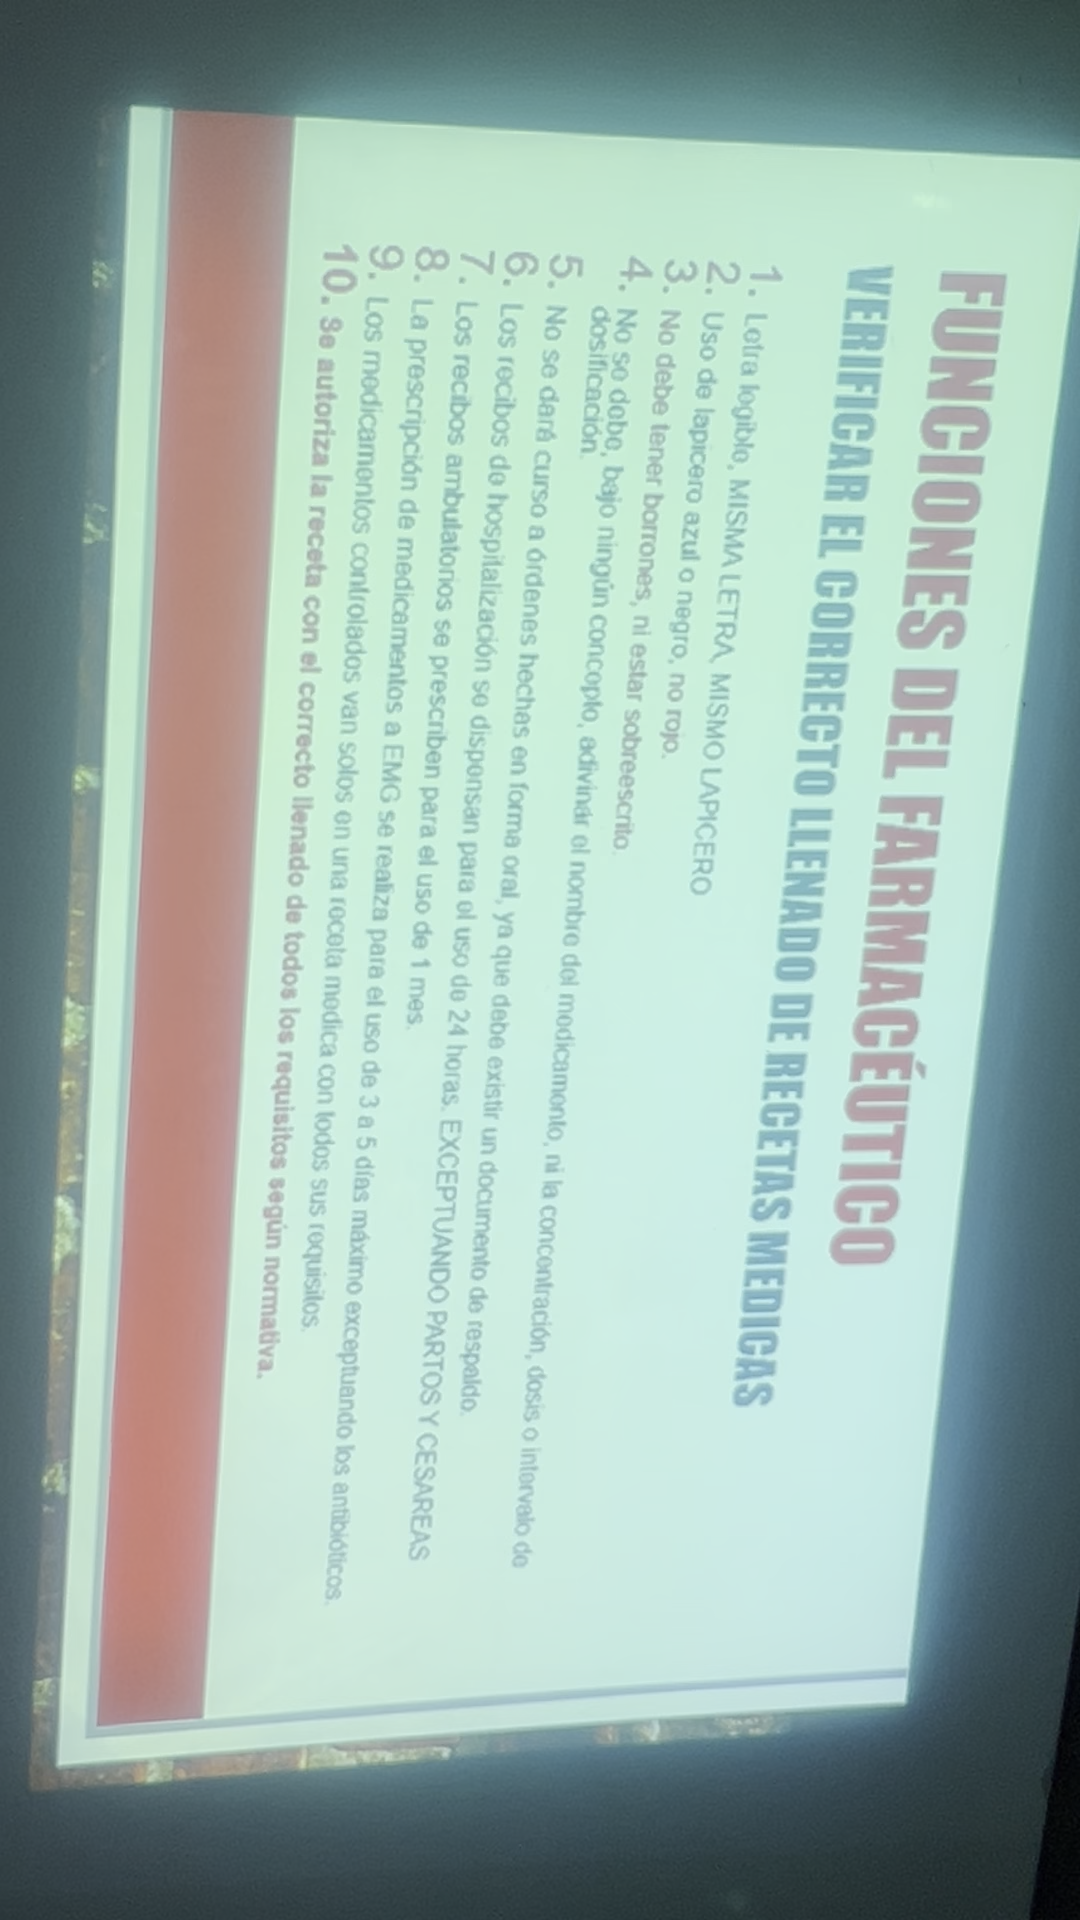 FUNCIONES DEL FARMACÉUTICO
VERIFICAR EL CORRECTO LLENADO DE RECETAS MEDICAS
1. Letra legible, MISMA LETRA, MISMO LAPICERO
2. Uso de lapicero azul o negro, no rojo.
3. No debe tener borrones, ni estar sobreescrito.
4. No se debe, bajo ningún concepto, adivinar el nombre del medicamento, ni la concentración, dosis o intervalo de
dosificación.
5. No se dará curso a órdenes hechas en forma oral, ya que debe existir un documento de respaldo.
6. Los recibos de hospitalización se dispensan para el uso de 24 horas. EXCEPTUANDO PARTOS Y CESAREAS
7. Los recibos ambulatorios se prescriben para el uso de 1 mes.
8. La prescripción de medicamentos a EMG se realiza para el uso de 3 a 5 días máximo exceptuando los antibióticos.
9. Los medicamentos controlados van solos en una receta medica con todos sus requisitos.
10. Se autoriza la receta con el correcto llenado de todos los requisitos según normativa.